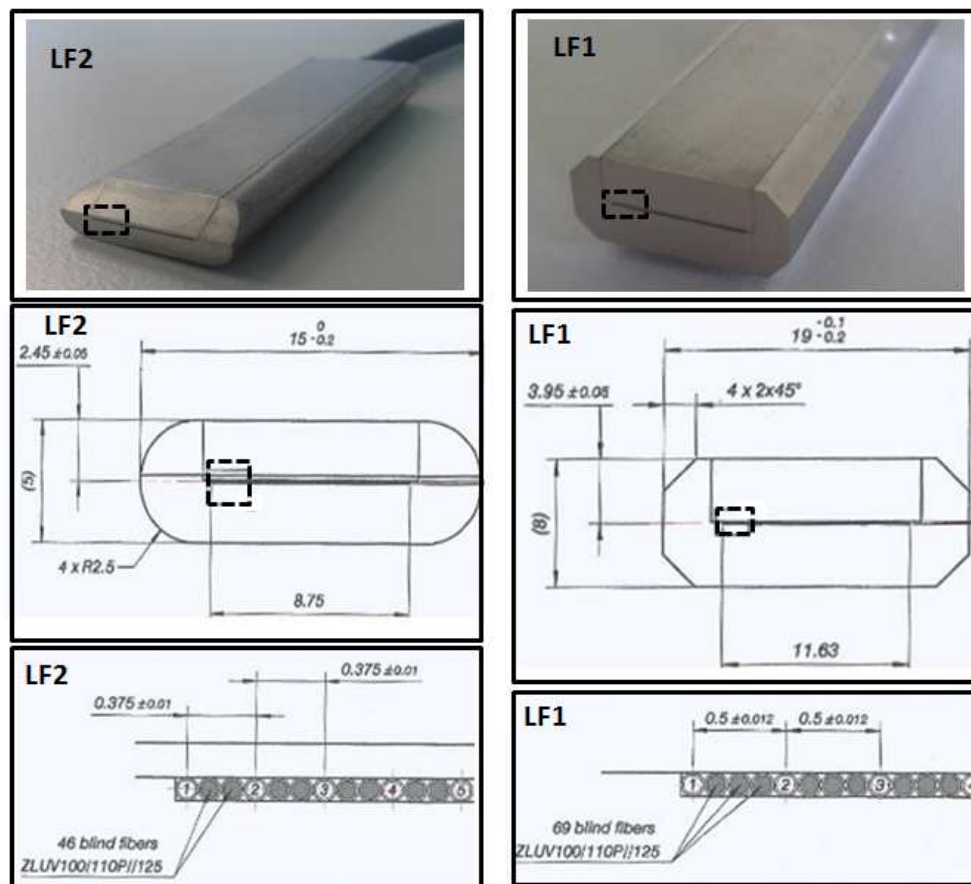 LF2
LF1
LF2
0
15 -0.2
2.45 ±0.05
(5)
4 x R2.5
8.75
LF1
-0.1
19 -0.2
3.95 ±0.05
4 x 2x45°
(8)
11.63
LF2
0.375 ±0.01
0.375 ±0.01
1 2 3 4 5
46 blind fibers
ZLUV100/110P//125
LF1
0.5 ±0.012 0.5 ±0.012
1 2 3
69 blind fibers
ZLUV100/110P//125